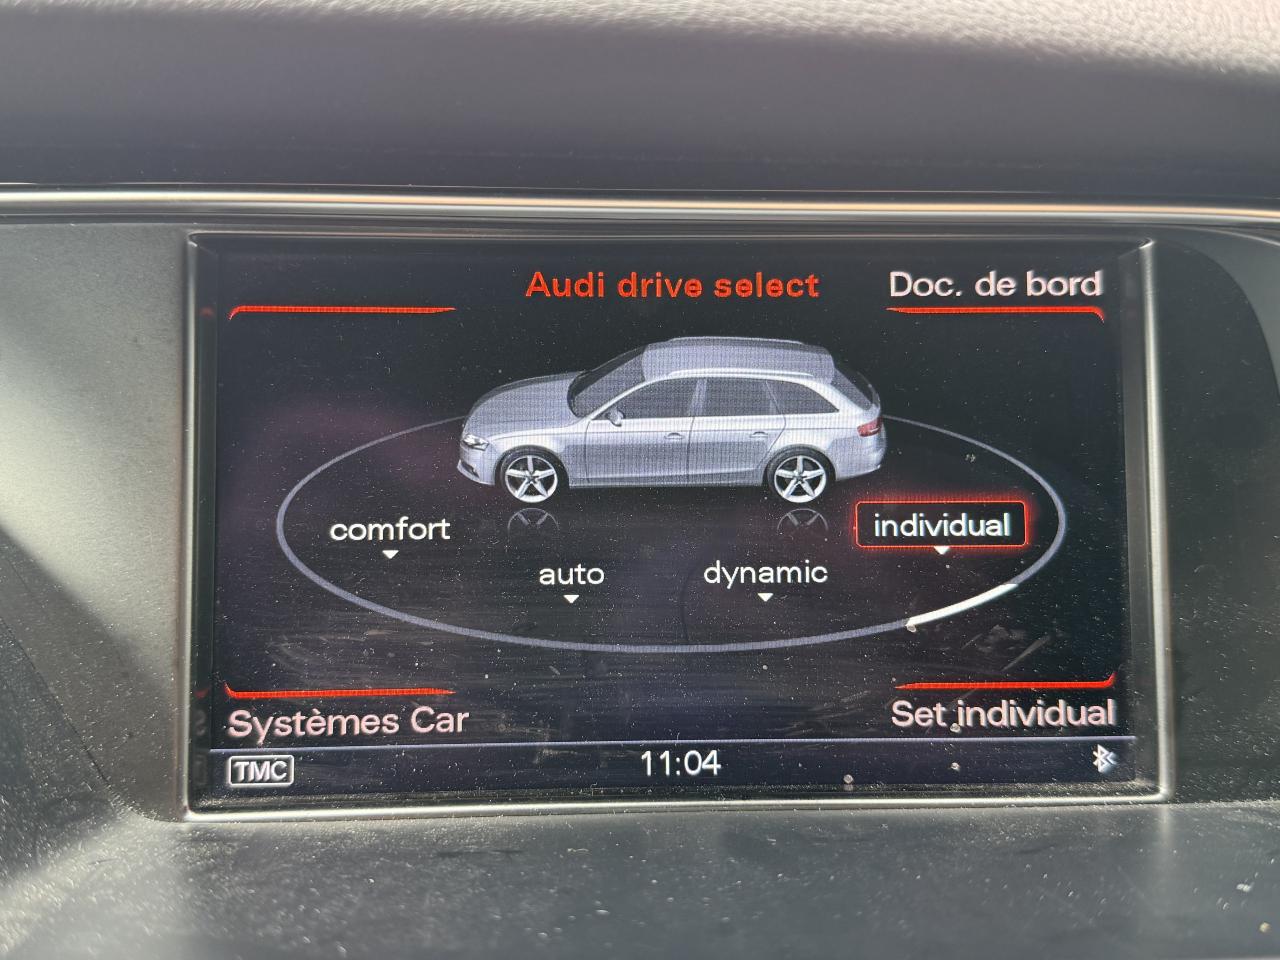 Audi drive select
Doc. de bord
comfort
auto
dynamic
individual
Systèmes Car
Set individual
TMC
11:04